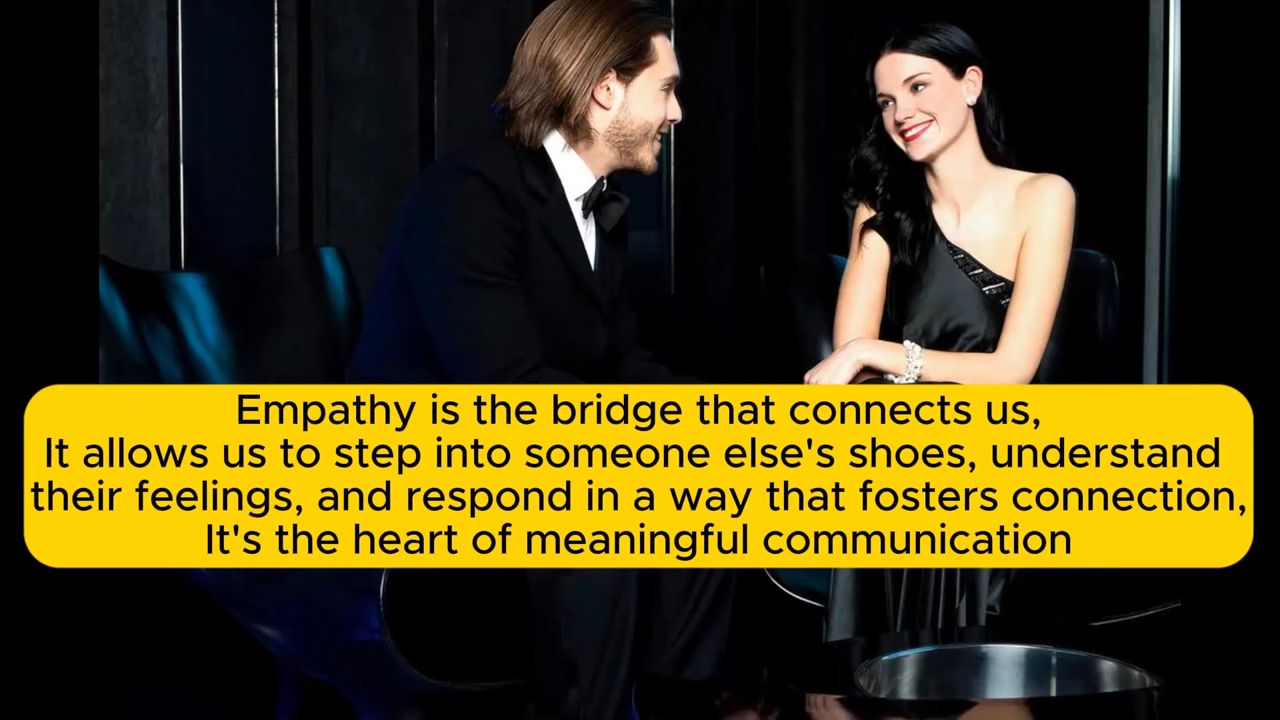 Empathy is the bridge that connects us,
It allows us to step into someone else's shoes, understand
their feelings, and respond in a way that fosters connection,
It's the heart of meaningful communication